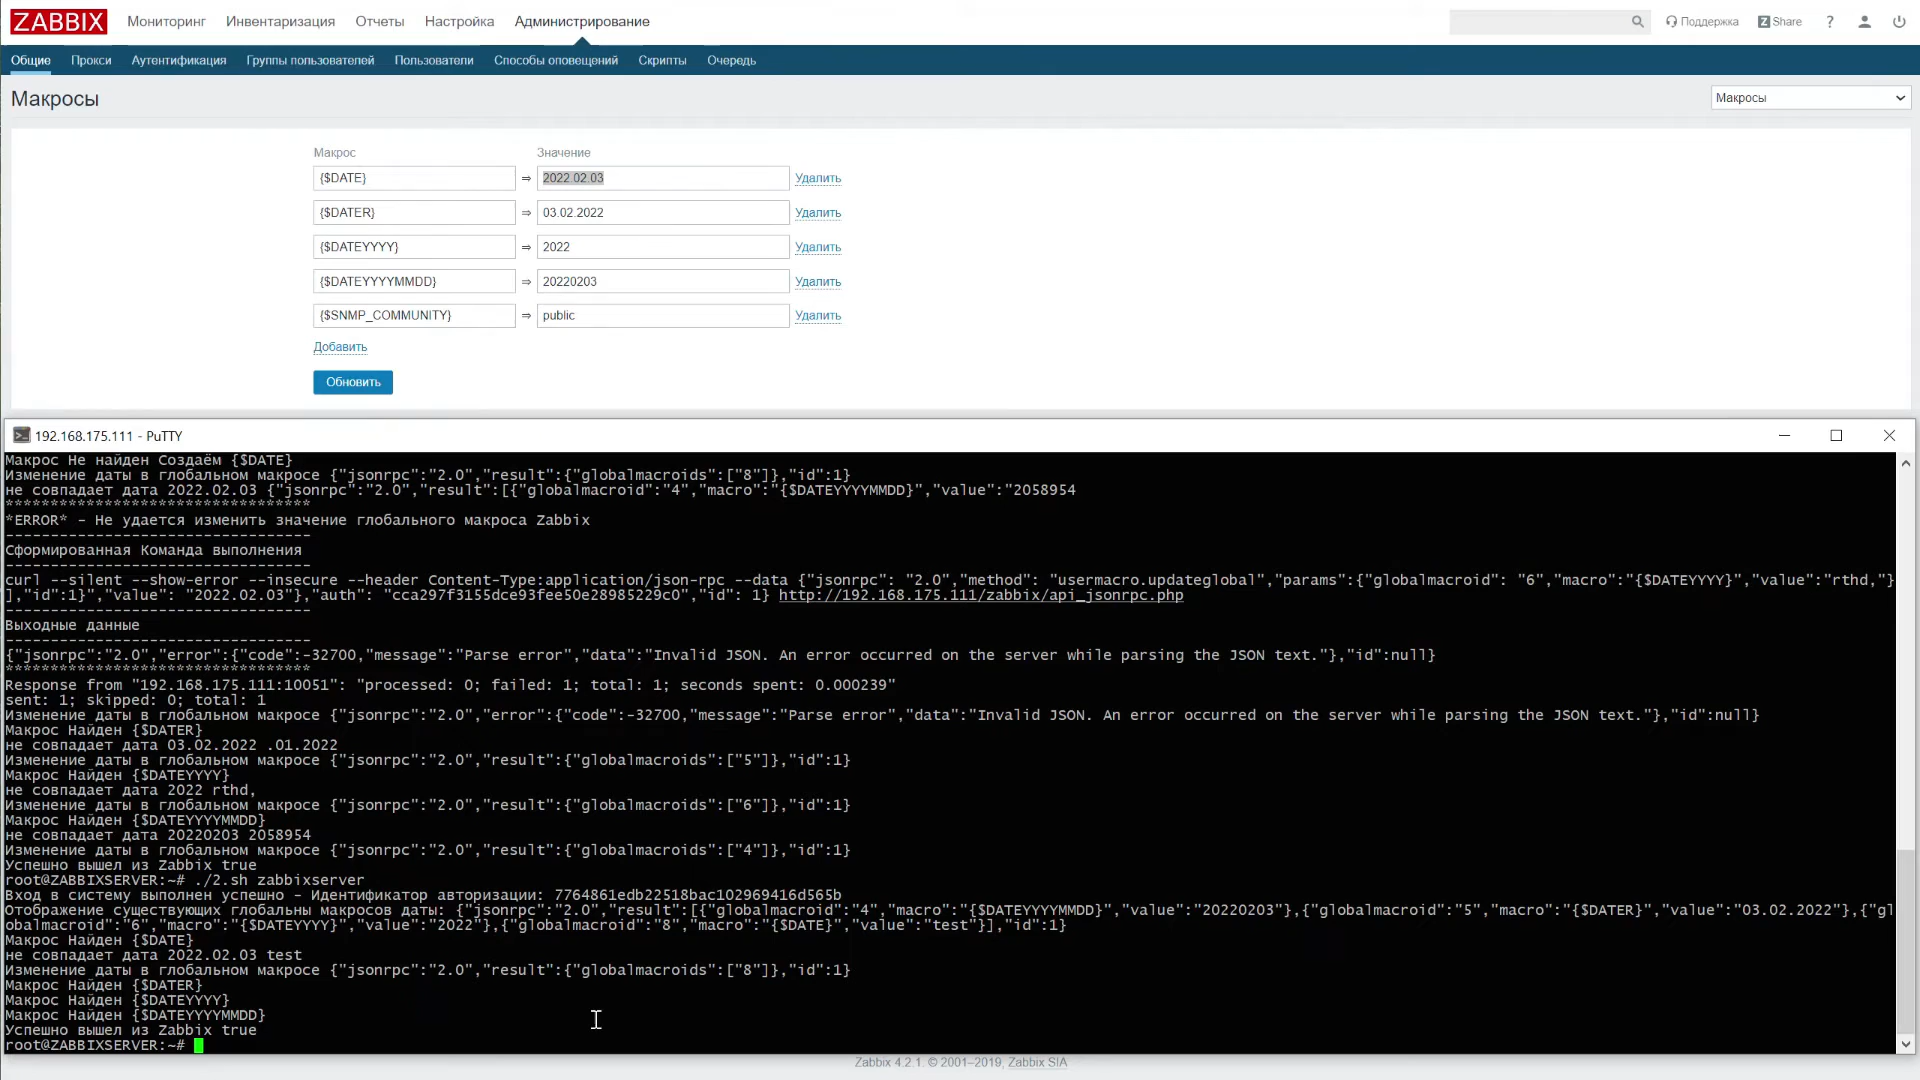 ZABBIX Мониторинг Инвентаризация Отчеты Настройка Администрирование Поддержка Z Share ?
Общие Прокси Аутентификация Группы пользователей Пользователи Способы оповещений Скрипты Очередь
Макросы Макросы
Макрос Значение
{$DATE} ⇒ 2022.02.03 Удалить
{$DATER} ⇒ 03.02.2022 Удалить
{$DATEYYYY} ⇒ 2022 Удалить
{$DATEYYYYMMDD} ⇒ 20220203 Удалить
{$SNMP_COMMUNITY} ⇒ public Удалить
Добавить
Обновить
192.168.175.111 - PuTTY
Макрос Не найден Создаём {$DATE}
Изменение даты в глобальном макросе {"jsonrpc":"2.0","result":{"globalmacroids":["8"]},"id":1}
не совпадает дата 2022.02.03 {"jsonrpc":"2.0","result":[{"globalmacroid":"4","macro":"{$DATEYYYYMMDD}","value":"2058954
**********************************
*ERROR* - Не удается изменить значение глобального макроса Zabbix
----------------------------------
Сформированная Команда выполнения
----------------------------------
curl --silent --show-error --insecure --header Content-Type:application/json-rpc --data {"jsonrpc": "2.0","method": "usermacro.updateglobal","params":{"globalmacroid": "6","macro":"{$DATEYYYY}","value":"rthd,"}
],"id":1}","value": "2022.02.03"},"auth": "cca297f3155dce93fee50e28985229c0","id": 1} http://192.168.175.111/zabbix/api_jsonrpc.php
----------------------------------
Выходные данные
----------------------------------
{"jsonrpc":"2.0","error":{"code":-32700,"message":"Parse error","data":"Invalid JSON. An error occurred on the server while parsing the JSON text."},"id":null}
**********************************
Response from "192.168.175.111:10051": "processed: 0; failed: 1; total: 1; seconds spent: 0.000239"
sent: 1; skipped: 0; total: 1
Изменение даты в глобальном макросе {"jsonrpc":"2.0","error":{"code":-32700,"message":"Parse error","data":"Invalid JSON. An error occurred on the server while parsing the JSON text."},"id":null}
Макрос Найден {$DATER}
не совпадает дата 03.02.2022 .01.2022
Изменение даты в глобальном макросе {"jsonrpc":"2.0","result":{"globalmacroids":["5"]},"id":1}
Макрос Найден {$DATEYYYY}
не совпадает дата 2022 rthd,
Изменение даты в глобальном макросе {"jsonrpc":"2.0","result":{"globalmacroids":["6"]},"id":1}
Макрос Найден {$DATEYYYYMMDD}
не совпадает дата 20220203 2058954
Изменение даты в глобальном макросе {"jsonrpc":"2.0","result":{"globalmacroids":["4"]},"id":1}
Успешно вышел из Zabbix true
root@ZABBIXSERVER:~# ./2.sh zabbixserver
Вход в систему выполнен успешно - Идентификатор авторизации: 7764861edb22518bac102969416d565b
Отображение существующих глобальны макросов даты: {"jsonrpc":"2.0","result":[{"globalmacroid":"4","macro":"{$DATEYYYYMMDD}","value":"20220203"},{"globalmacroid":"5","macro":"{$DATER}","value":"03.02.2022"},{"gl
obalmacroid":"6","macro":"{$DATEYYYY}","value":"2022"},{"globalmacroid":"8","macro":"{$DATE}","value":"test"}],"id":1}
Макрос Найден {$DATE}
не совпадает дата 2022.02.03 test
Изменение даты в глобальном макросе {"jsonrpc":"2.0","result":{"globalmacroids":["8"]},"id":1}
Макрос Найден {$DATER}
Макрос Найден {$DATEYYYY}
Макрос Найден {$DATEYYYYMMDD}
Успешно вышел из Zabbix true
root@ZABBIXSERVER:~#
Zabbix 4.2.1. © 2001–2019, Zabbix SIA